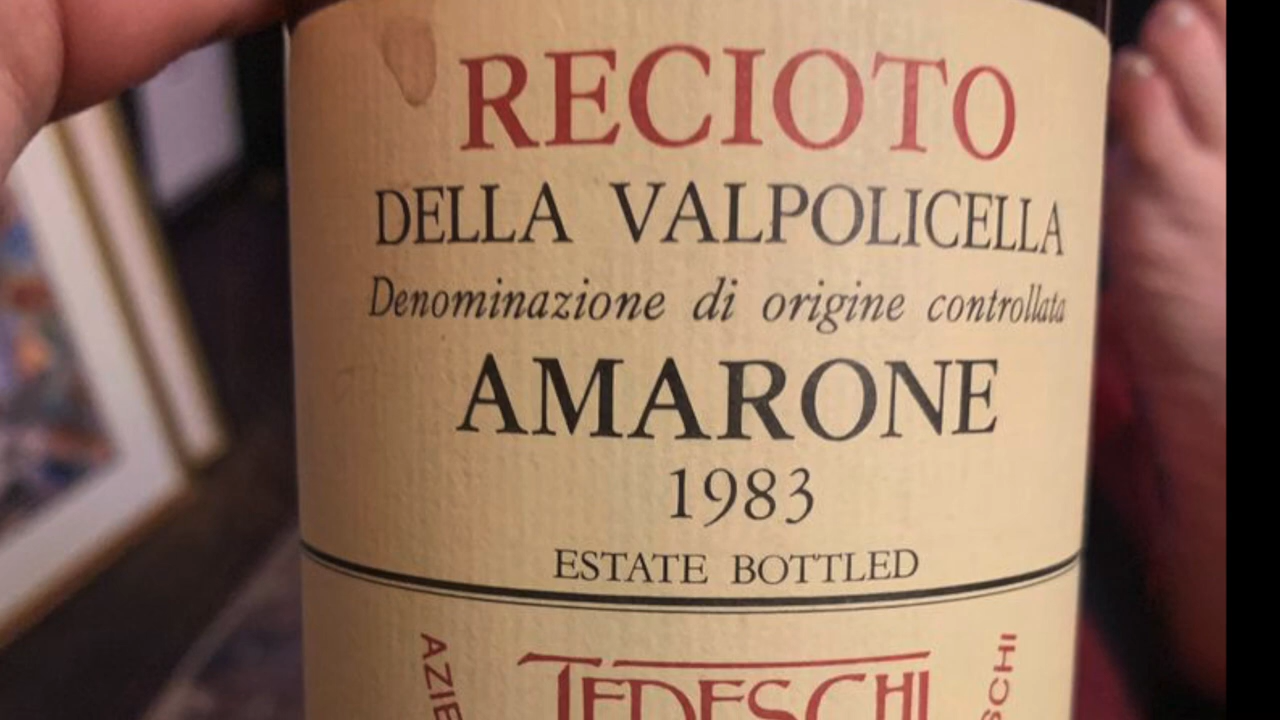 RECIOTO
DELLA VALPOLICELLA
Denominazione di origine controllata
AMARONE
1983
ESTATE BOTTLED
TEDESCHI